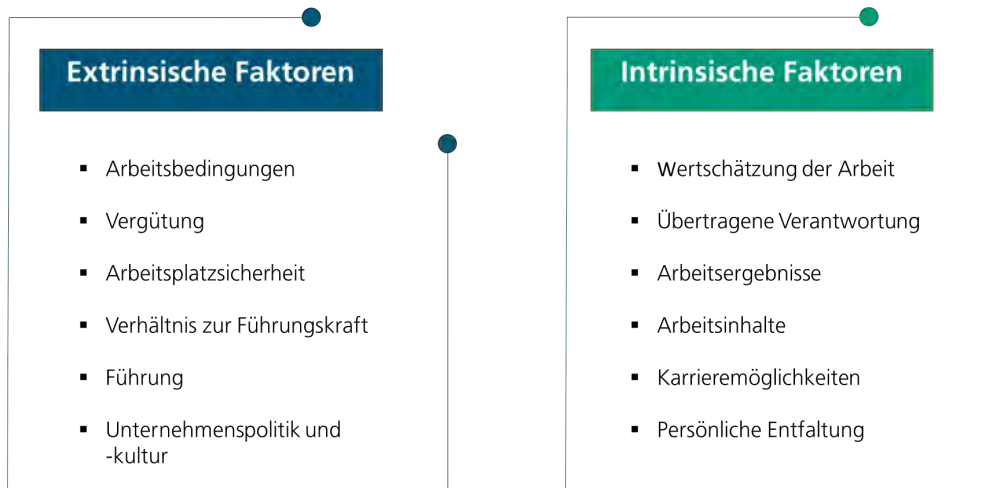 Extrinsische Faktoren
▪ Arbeitsbedingungen
▪ Vergütung
▪ Arbeitsplatzsicherheit
▪ Verhältnis zur Führungskraft
▪ Führung
▪ Unternehmenspolitik und
-kultur
Intrinsische Faktoren
▪ Wertschätzung der Arbeit
▪ Übertragene Verantwortung
▪ Arbeitsergebnisse
▪ Arbeitsinhalte
▪ Karrieremöglichkeiten
▪ Persönliche Entfaltung